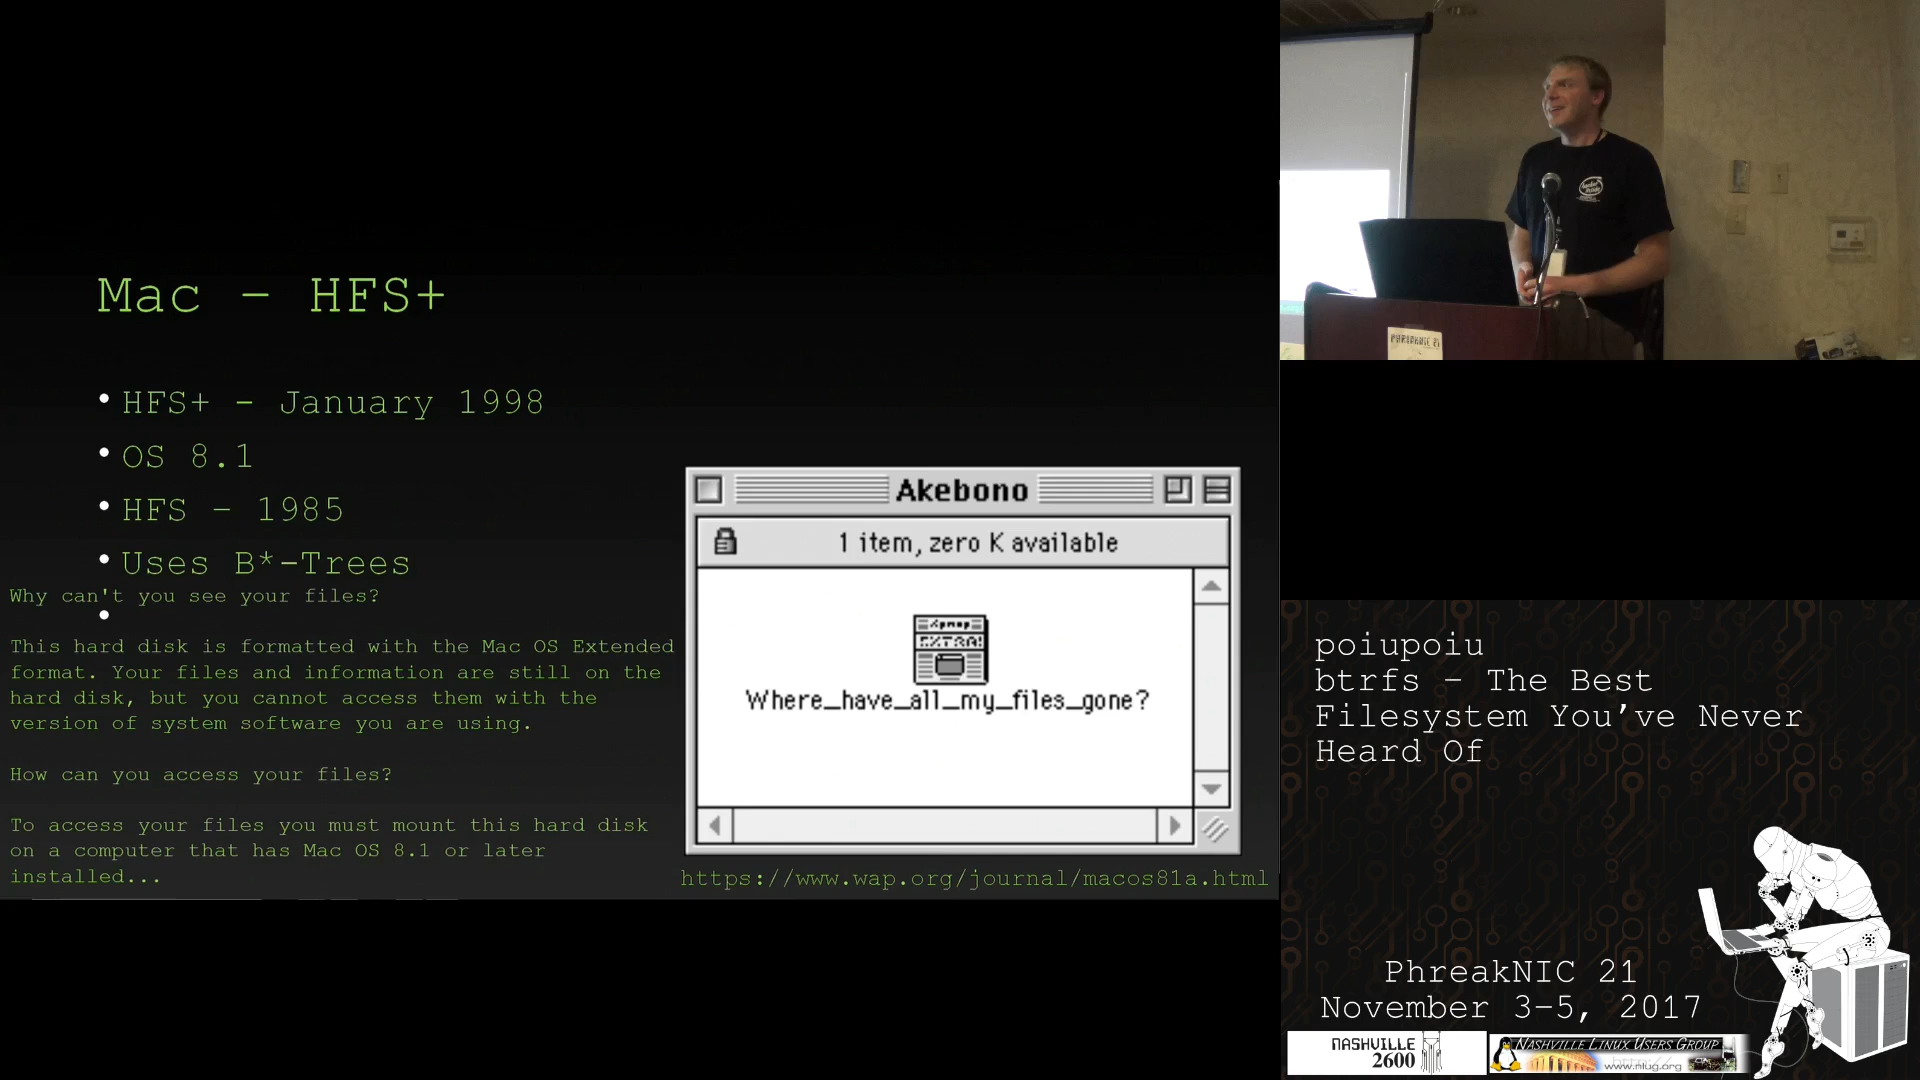 Mac – HFS+
HFS+ – January 1998
OS 8.1
HFS – 1985
Uses B*-Trees
Why can't you see your files?
This hard disk is formatted with the Mac OS Extended
format. Your files and information are still on the
hard disk, but you cannot access them with the
version of system software you are using.
How can you access your files?
To access your files you must mount this hard disk
on a computer that has Mac OS 8.1 or later
installed...
Akebono
1 item, zero K available
EXTRA!
Where_have_all_my_files_gone?
https://www.wap.org/journal/macos81a.html
PHREAKNIC 21
poiupoiu
btrfs – The Best
Filesystem You’ve Never
Heard Of
PhreakNIC 21
November 3–5, 2017
NASHVILLE
2600
NASHVILLE LINUX USERS GROUP
www.nlug.org